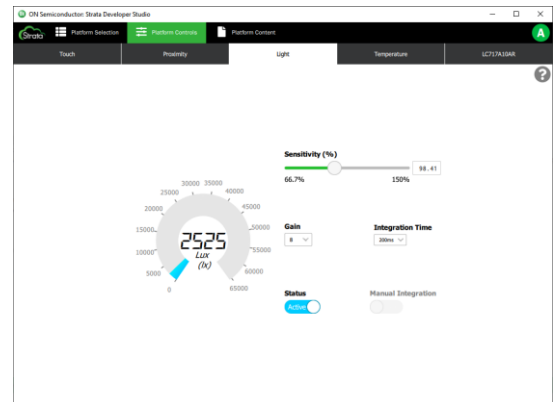 ON Semiconductor: Strata Developer Studio
Strata
Platform Selection
Platform Controls
Platform Content
A
Touch
Proximity
Light
Temperature
LC717A10AR
?
Sensitivity (%)
98.41
66.7%
150%
30000
35000
25000
40000
20000
45000
15000
50000
10000
55000
5000
60000
0
65000
2525
Lux
(lx)
Gain
Integration Time
8
200ms
Status
Manual Integration
Active